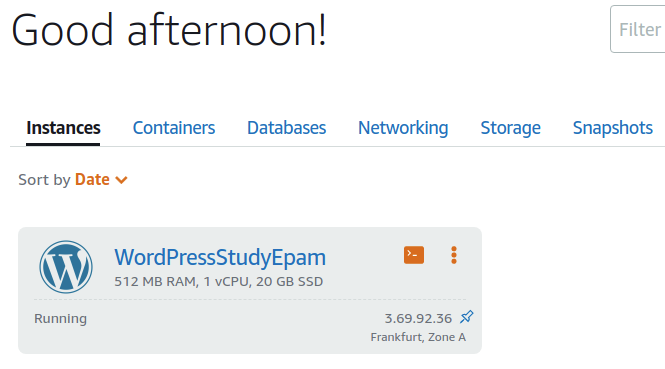 Good afternoon!
Filter
Instances Containers Databases Networking Storage Snapshots
Sort by Date
WordPressStudyEpam
512 MB RAM, 1 vCPU, 20 GB SSD
Running 3.69.92.36
Frankfurt, Zone A